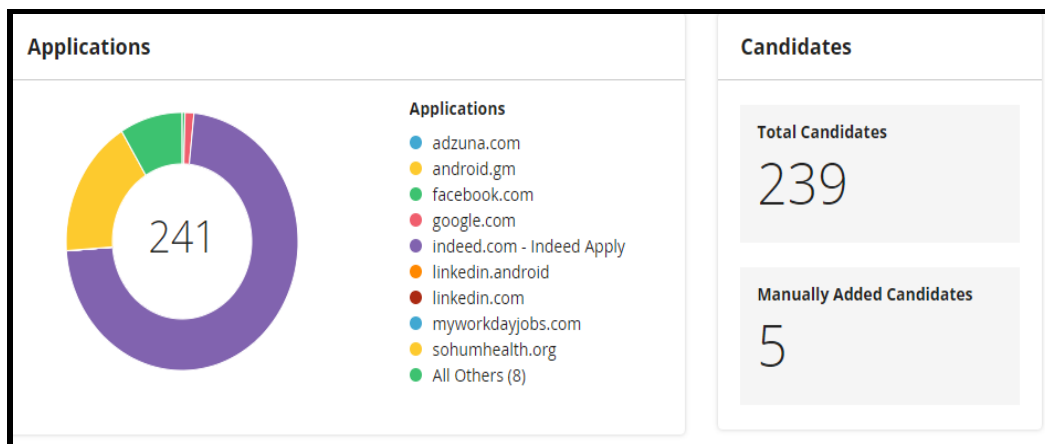 Applications
241
Applications
adzuna.com
android.gm
facebook.com
google.com
indeed.com - Indeed Apply
linkedin.android
linkedin.com
myworkdayjobs.com
sohumhealth.org
All Others (8)
Candidates
Total Candidates
239
Manually Added Candidates
5